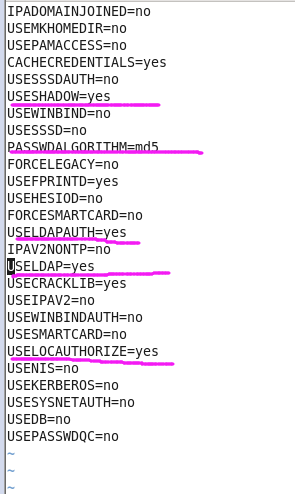 IPADOMAINJOINED=no
USEMKHOMEDIR=no
USEPAMACCESS=no
CACHECREDENTIALS=yes
USESSSDAUTH=no
USESHADOW=yes
USEWINBIND=no
USESSSD=no
PASSWDALGORITHM=md5
FORCELEGACY=no
USEFPRINTD=yes
USEHESIOD=no
FORCESMARTCARD=no
USELDAPAUTH=yes
IPAV2NONTP=no
USELDAP=yes
USECRACKLIB=yes
USEIPAV2=no
USEWINBINDAUTH=no
USESMARTCARD=no
USELOCAUTHORIZE=yes
USENIS=no
USEKERBEROS=no
USESYSNETAUTH=no
USEDB=no
USEPASSWDQC=no
~
~
~